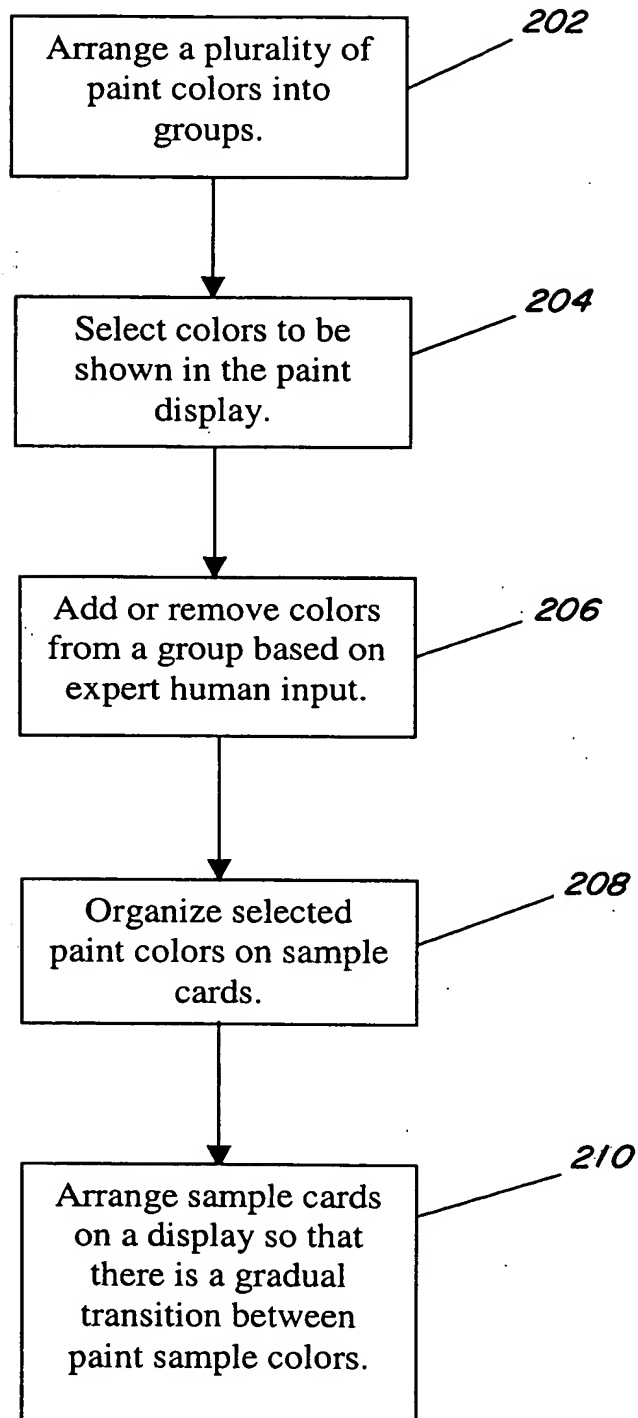 202
Arrange a plurality of
paint colors into
groups.
204
Select colors to be
shown in the paint
display.
206
Add or remove colors
from a group based on
expert human input.
208
Organize selected
paint colors on sample
cards.
210
Arrange sample cards
on a display so that
there is a gradual
transition between
paint sample colors.